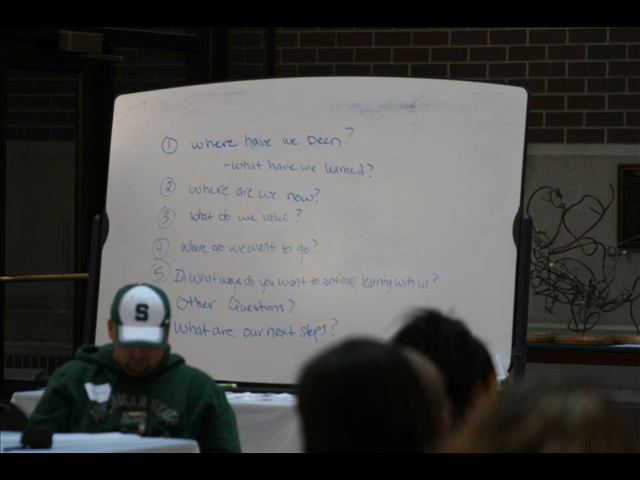 ① where have we been?
-what have we learned?
② where are we now?
③ what do we value?
④ where do we want to go?
⑤ In what ways do you want to continue learning with us?
Other Questions?
what are our next steps?
S